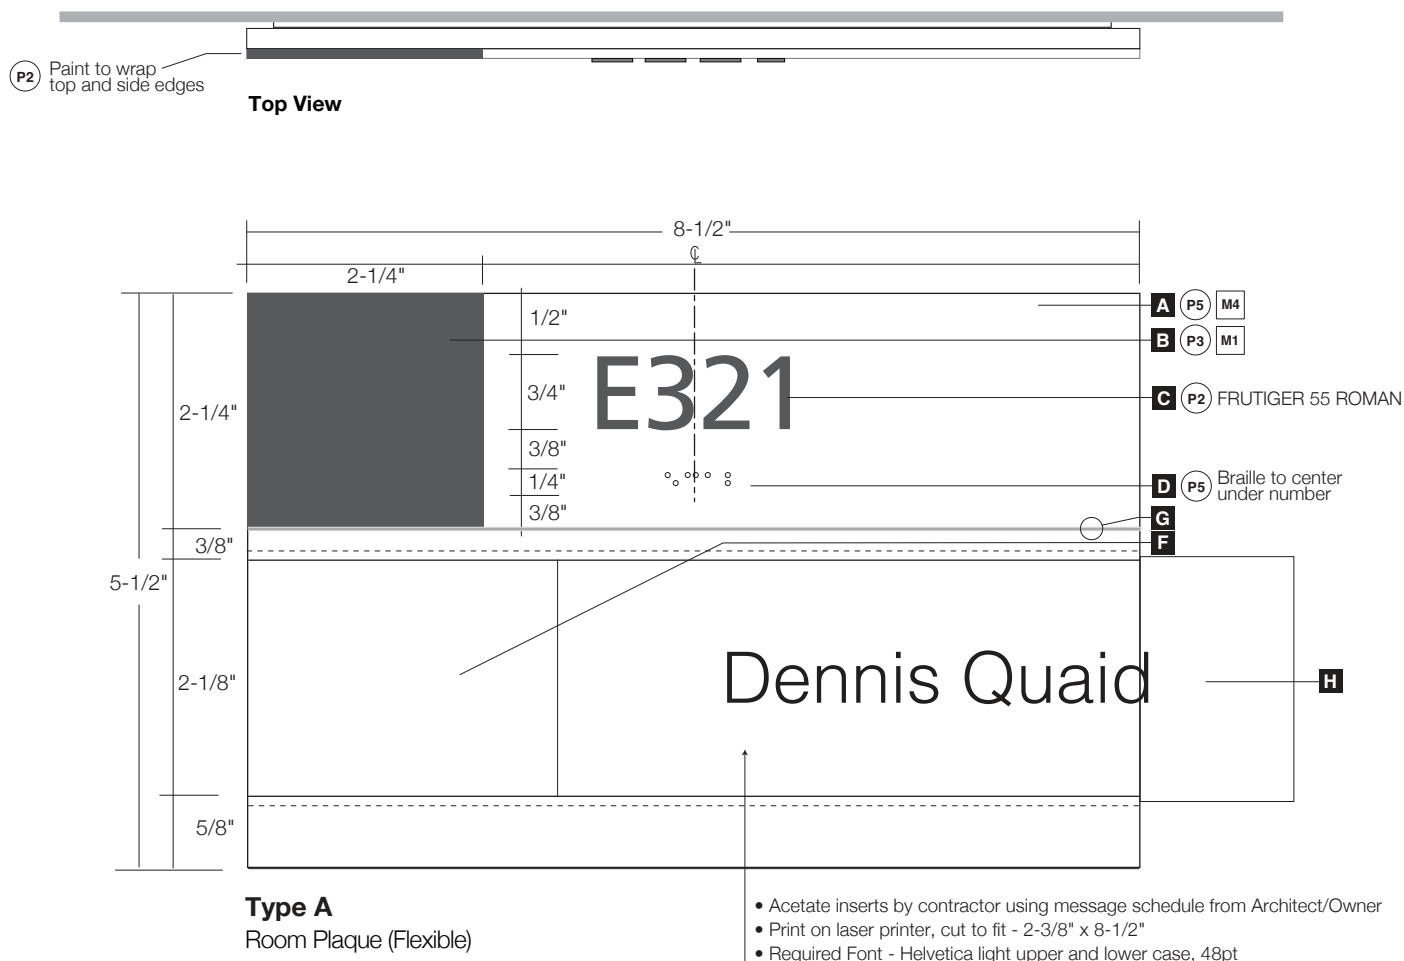 P2 Paint to wrap
top and side edges
Top View
8-1/2"
℄
2-1/4"
1/2"
A P5 M4
B P3 M1
E321
3/4"
C P2 FRUTIGER 55 ROMAN
2-1/4"
3/8"
1/4"
D P5 Braille to center
under number
3/8"
G
F
3/8"
5-1/2"
Dennis Quaid
2-1/8"
H
5/8"
Type A
Room Plaque (Flexible)
• Acetate inserts by contractor using message schedule from Architect/Owner
• Print on laser printer, cut to fit - 2-3/8" x 8-1/2"
• Required Font - Helvetica light upper and lower case, 48pt